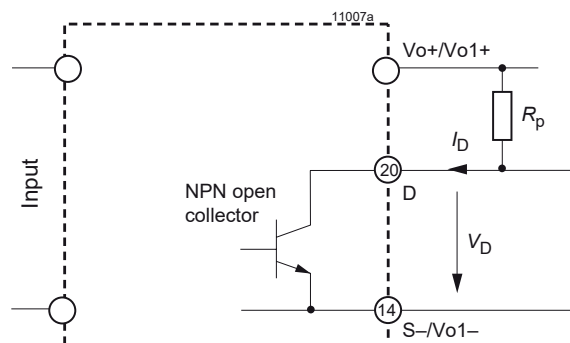 11007a
Vo+/Vo1+
Rp
ID
20
D
Input
NPN open
collector
VD
14
S–/Vo1–